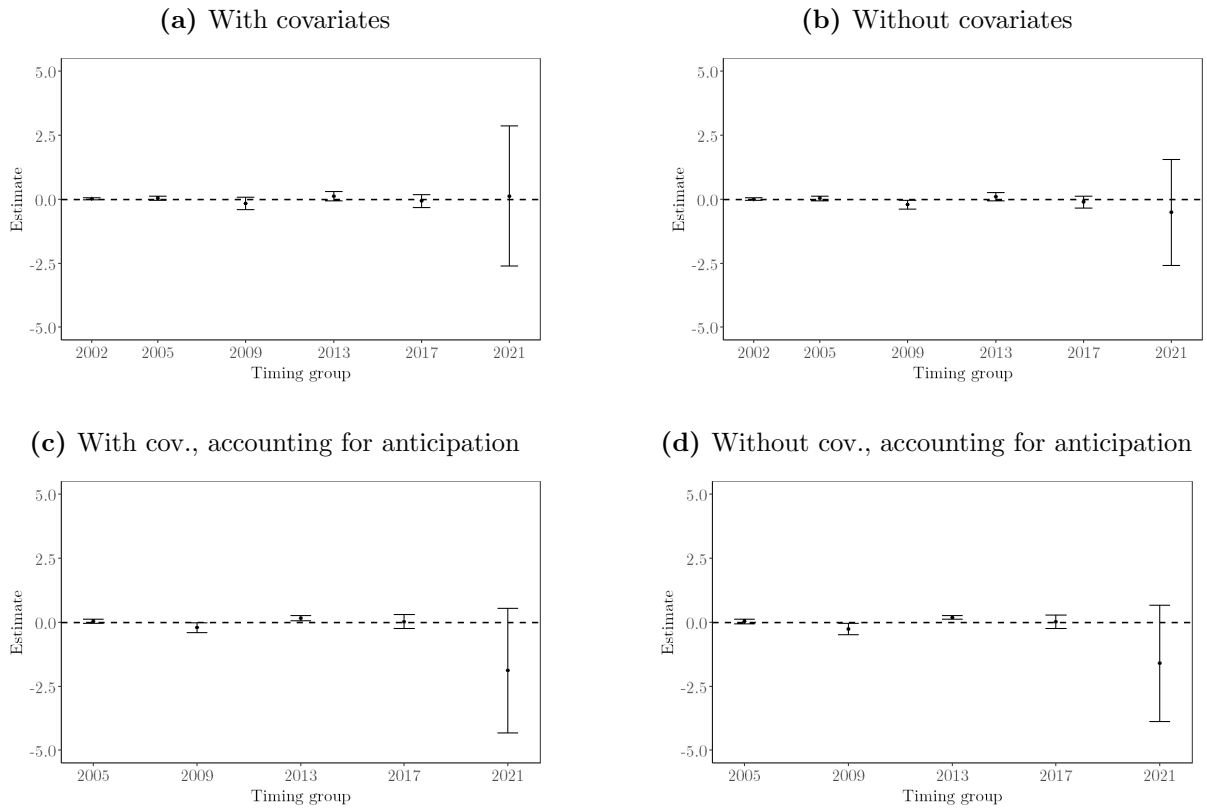 (a) With covariates
5.0
2.5
0.0
-2.5
-5.0
Estimate
2002 2005 2009 2013 2017 2021
Timing group
(b) Without covariates
5.0
2.5
0.0
-2.5
-5.0
Estimate
2002 2005 2009 2013 2017 2021
Timing group
(c) With cov., accounting for anticipation
5.0
2.5
0.0
-2.5
-5.0
Estimate
2005 2009 2013 2017 2021
Timing group
(d) Without cov., accounting for anticipation
5.0
2.5
0.0
-2.5
-5.0
Estimate
2005 2009 2013 2017 2021
Timing group